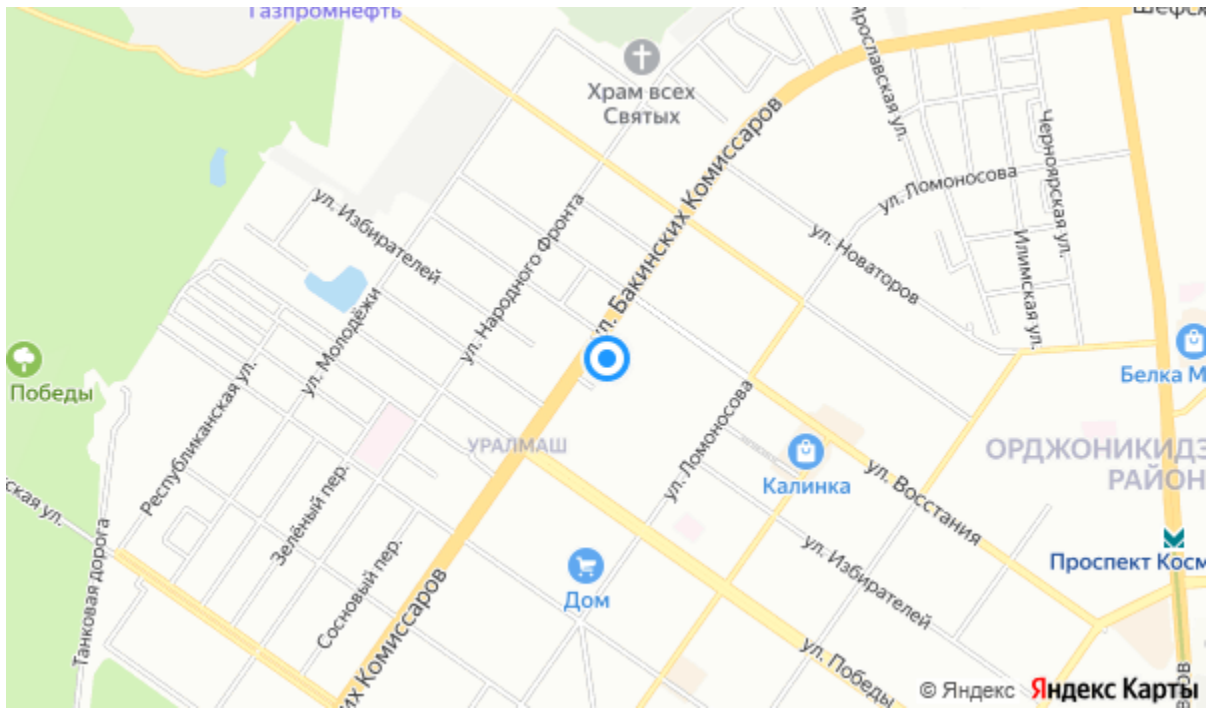 Газпромнефть
Шефск
Ярославская ул.
Храм всех
Святых
ул. Бакинских Комиссаров
Черноярская ул.
ул. Ломоносова
ул. Избирателей
ул. Народного Фронта
ул. Новаторов
Илимская ул.
ул. Молодёжи
Победы
Республиканская ул.
Белка М
УРАЛМАШ
ул. Ломоносова
Калинка
ОРДЖОНИКИДЗ
РАЙОН
ул. Восстания
ская ул.
Зелёный пер.
Танковая дорога
Сосновый пер.
Дом
ул. Избирателей
Проспект Косм
их Комиссаров
ул. Победы
© Яндекс Яндекс Карты